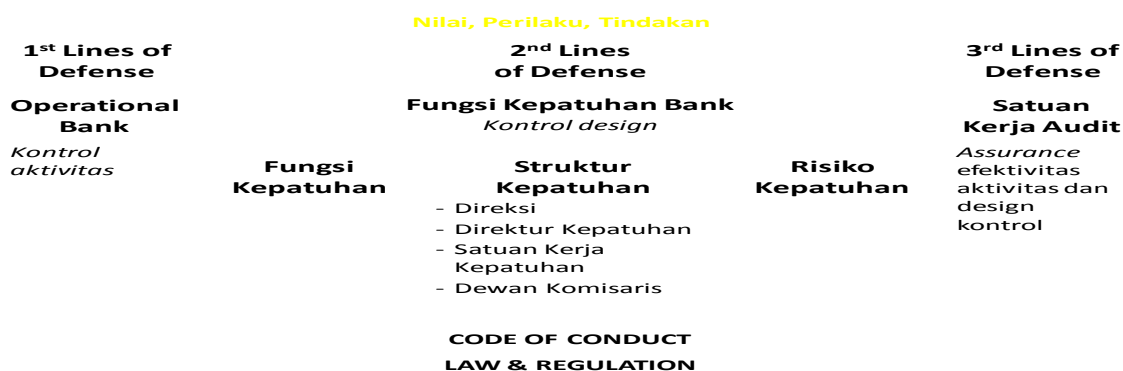 Nilai, Perilaku, Tindakan
1st Lines of
Defense
2nd Lines
of Defense
3rd Lines of
Defense
Operational
Bank
Kontrol
aktivitas
Fungsi Kepatuhan Bank
Kontrol design
Fungsi
Kepatuhan
Struktur
Kepatuhan
- Direksi
- Direktur Kepatuhan
- Satuan Kerja
Kepatuhan
- Dewan Komisaris
Risiko
Kepatuhan
Satuan
Kerja Audit
Assurance
efektivitas
aktivitas dan
design
kontrol
CODE OF CONDUCT
LAW & REGULATION